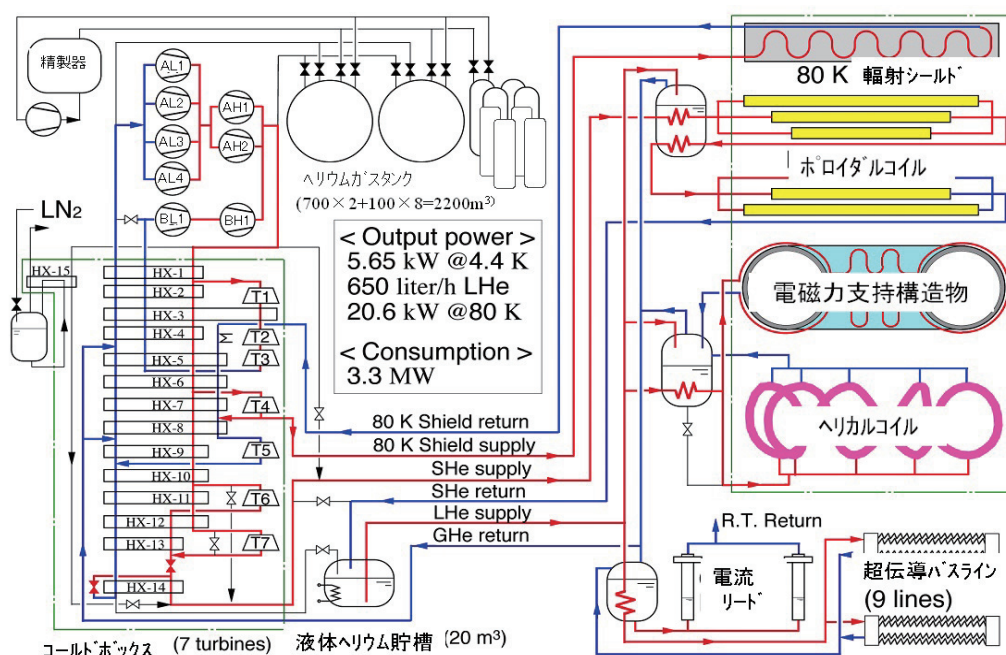 精製器
AL1
AL2
AL3
AL4
AH1
AH2
BL1
BH1
ヘリウムガスタンク
(700×2+100×8=2200m³)
LN₂
HX-15
HX-1
HX-2
HX-3
HX-4
HX-5
HX-6
HX-7
HX-8
HX-9
HX-10
HX-11
HX-12
HX-13
HX-14
T1
T2
T3
T4
T5
T6
T7
< Output power >
5.65 kW @4.4 K
650 liter/h LHe
20.6 kW @80 K
< Consumption >
3.3 MW
80 K Shield return
80 K Shield supply
SHe supply
SHe return
LHe supply
GHe return
80 K 輻射シールド
ポロイダルコイル
電磁力支持構造物
ヘリカルコイル
R.T. Return
電流
リード
超伝導バスライン
(9 lines)
コールドボックス (7 turbines)
液体ヘリウム貯槽 (20 m³)